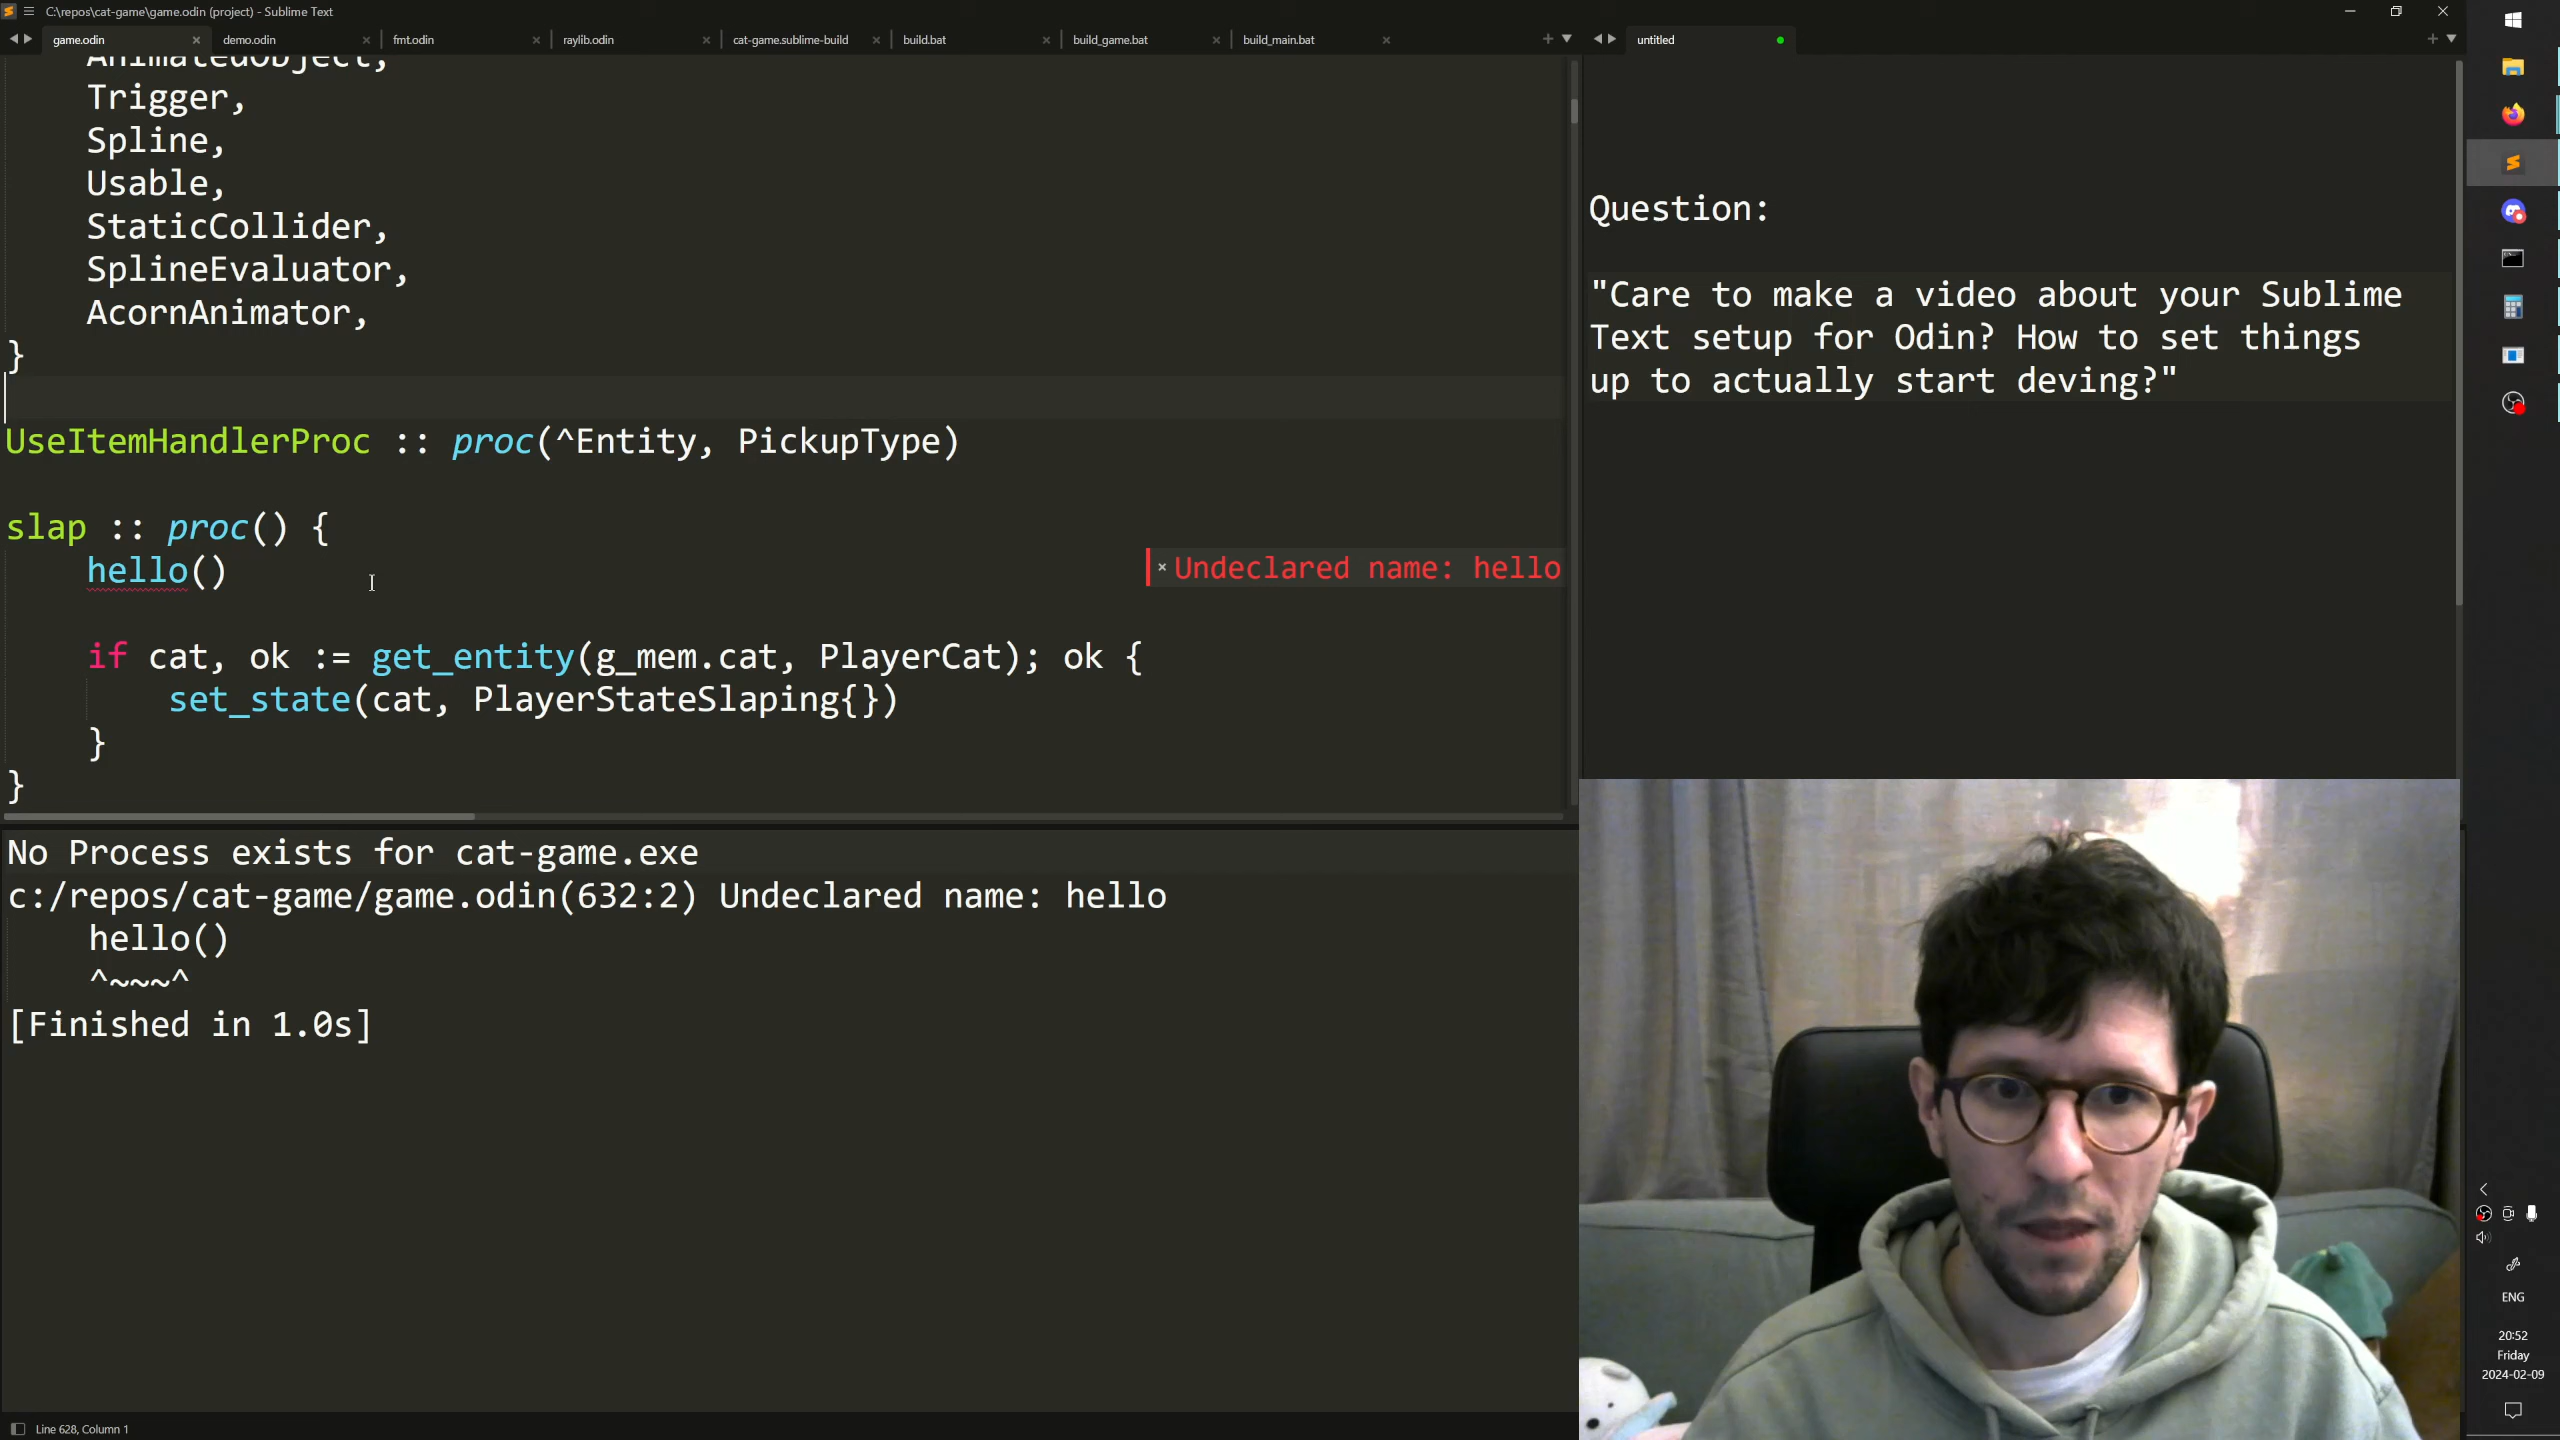 C:\repos\cat-game\game.odin (project) - Sublime Text
game.odin
demo.odin
fmt.odin
raylib.odin
cat-game.sublime-build
build.bat
build_game.bat
build_main.bat
untitled
AnimatedObject,
Trigger,
Spline,
Usable,
StaticCollider,
SplineEvaluator,
AcornAnimator,
}
UseItemHandlerProc :: proc(^Entity, PickupType)
slap :: proc() {
hello()
× Undeclared name: hello
if cat, ok := get_entity(g_mem.cat, PlayerCat); ok {
set_state(cat, PlayerStateSlaping{})
}
}
Question:
"Care to make a video about your Sublime
Text setup for Odin? How to set things
up to actually start deving?"
No Process exists for cat-game.exe
c:/repos/cat-game/game.odin(632:2) Undeclared name: hello
hello()
^~~~^
[Finished in 1.0s]
Line 628, Column 1
ENG
20:52
Friday
2024-02-09